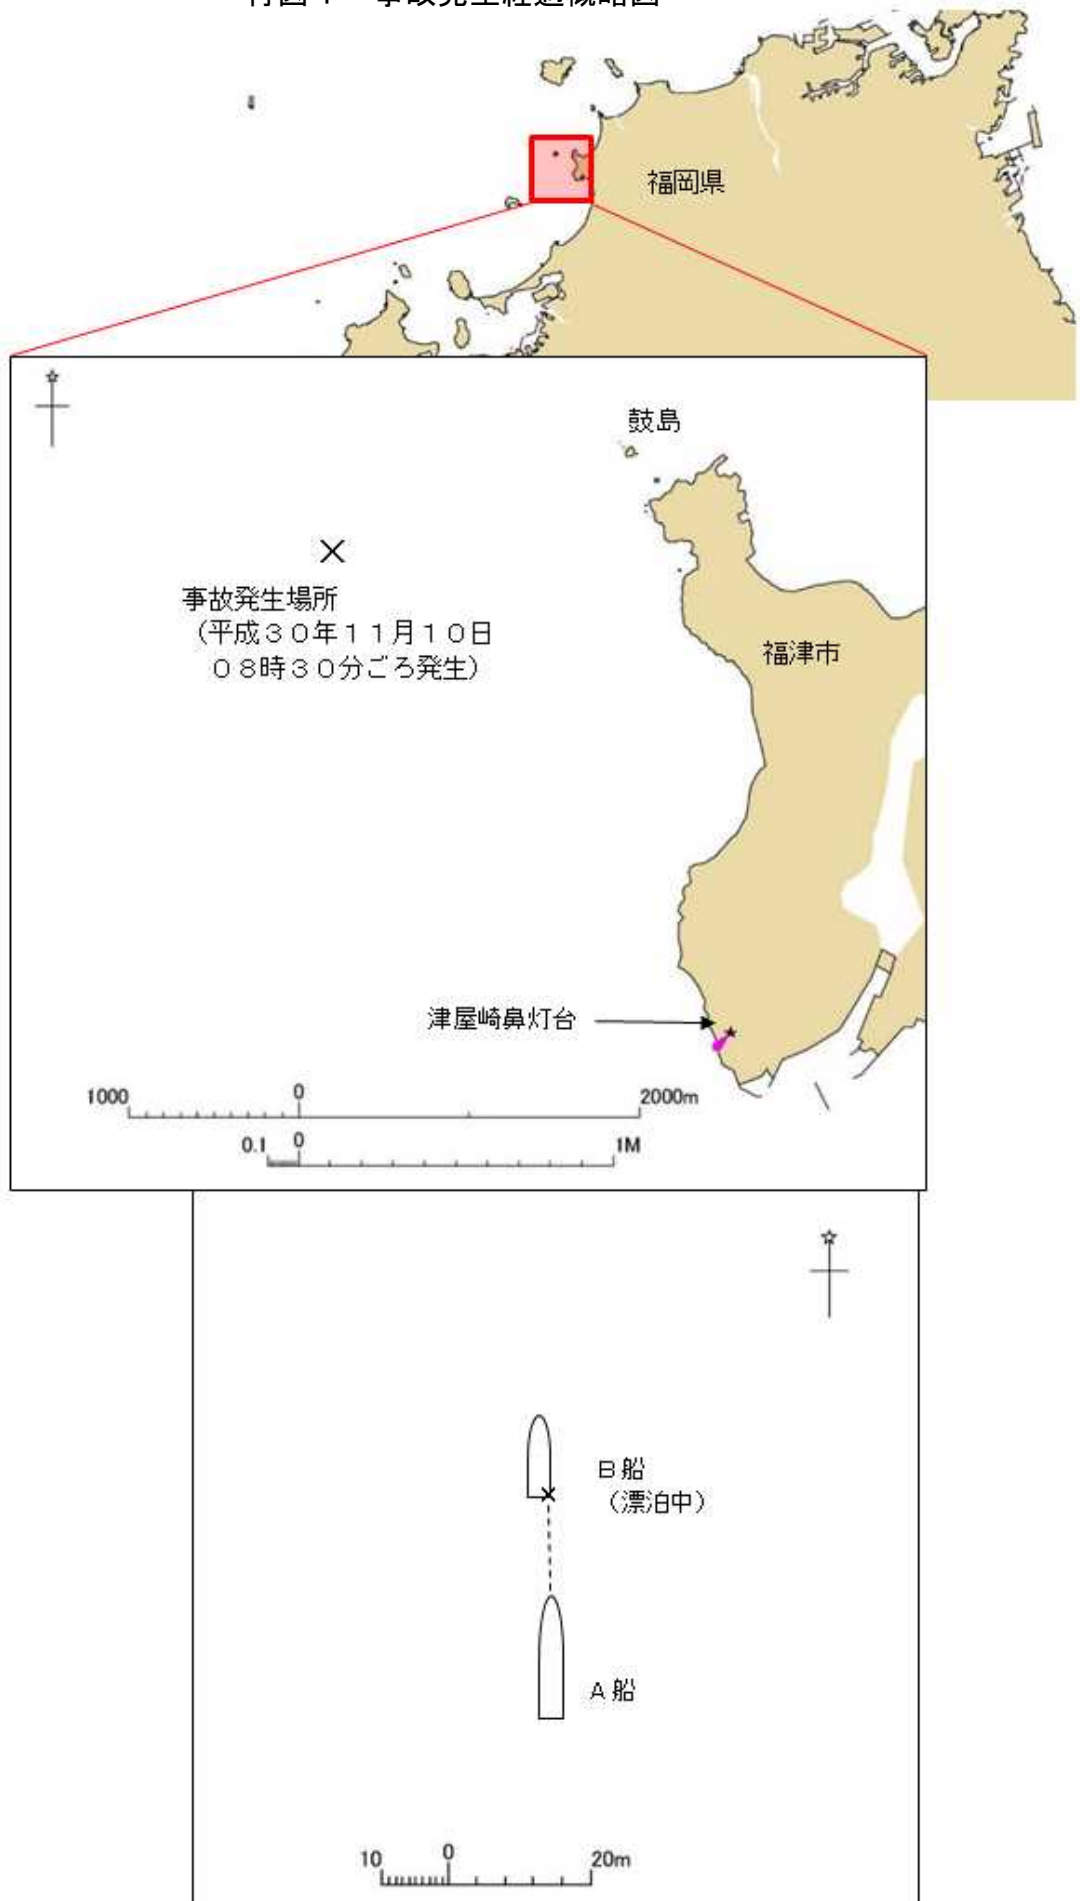 付図１　事故発生経過概略図
福岡県
鼓島
事故発生場所
（平成３０年１１月１０日
０８時３０分ごろ発生）
福津市
津屋崎鼻灯台
1000 0 2000m
0.1 0 1M
Ｂ船
（漂泊中）
Ａ船
10 0 20m